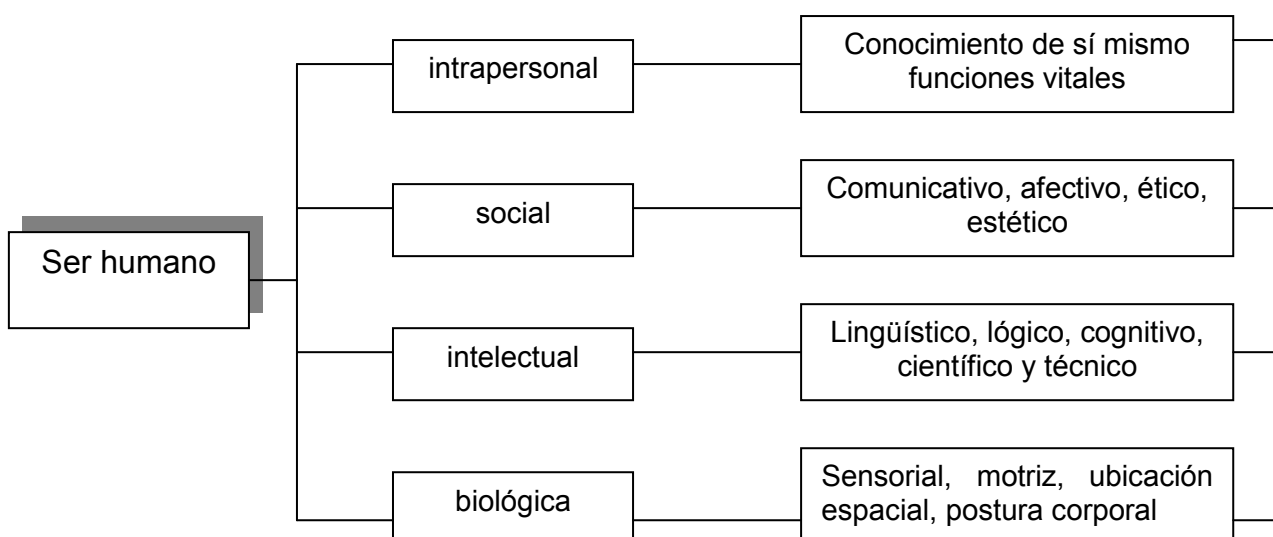 Ser humano
intrapersonal
Conocimiento de sí mismo
funciones vitales
social
Comunicativo, afectivo, ético,
estético
intelectual
Lingüístico, lógico, cognitivo,
científico y técnico
biológica
Sensorial, motriz, ubicación
espacial, postura corporal